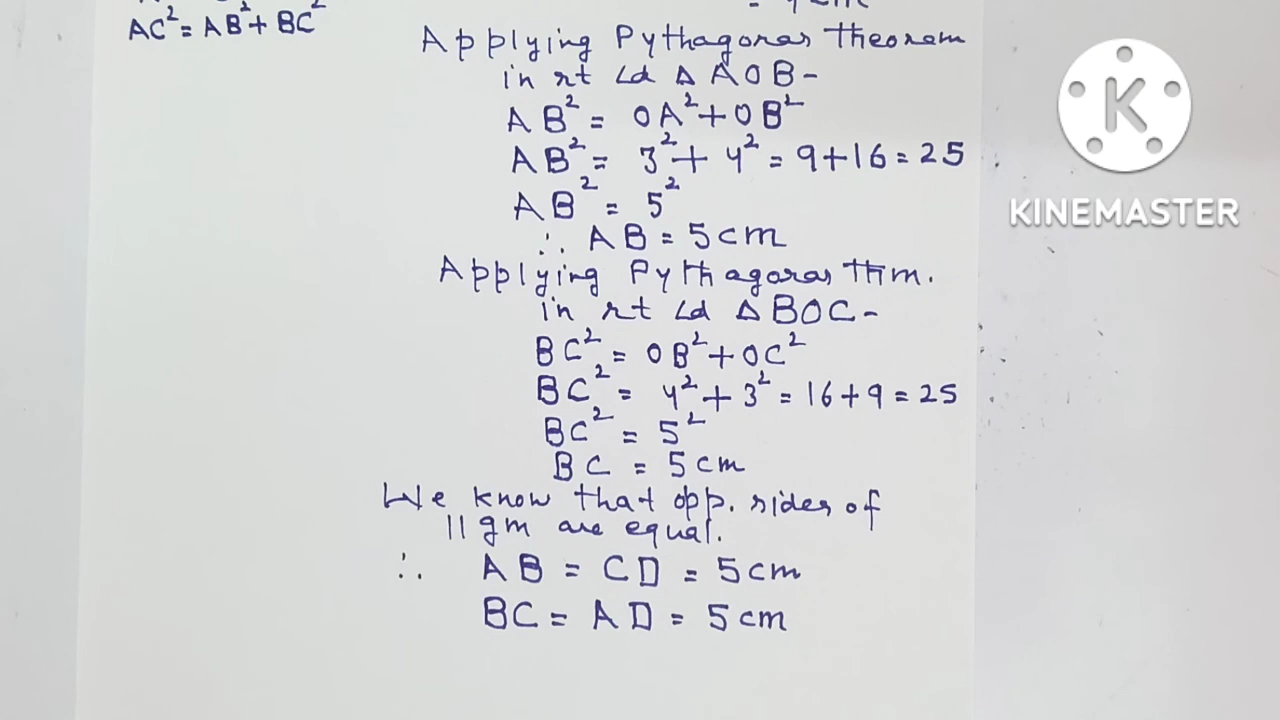 AC² = AB² + BC²
Applying Pythagoras theorem
in rt ∠d ∆ AOB-
AB² = OA² + OB²
AB² = 3² + 4² = 9 + 16 = 25
AB² = 5²
∴ AB = 5 cm
Applying Pythagoras Thm.
in rt ∠d ∆ BOC-
BC² = OB² + OC²
BC² = 4² + 3² = 16 + 9 = 25
BC² = 5²
BC = 5 cm
We know that opp. sides of
||gm are equal.
∴ AB = CD = 5 cm
BC = AD = 5 cm
K
KINEMASTER